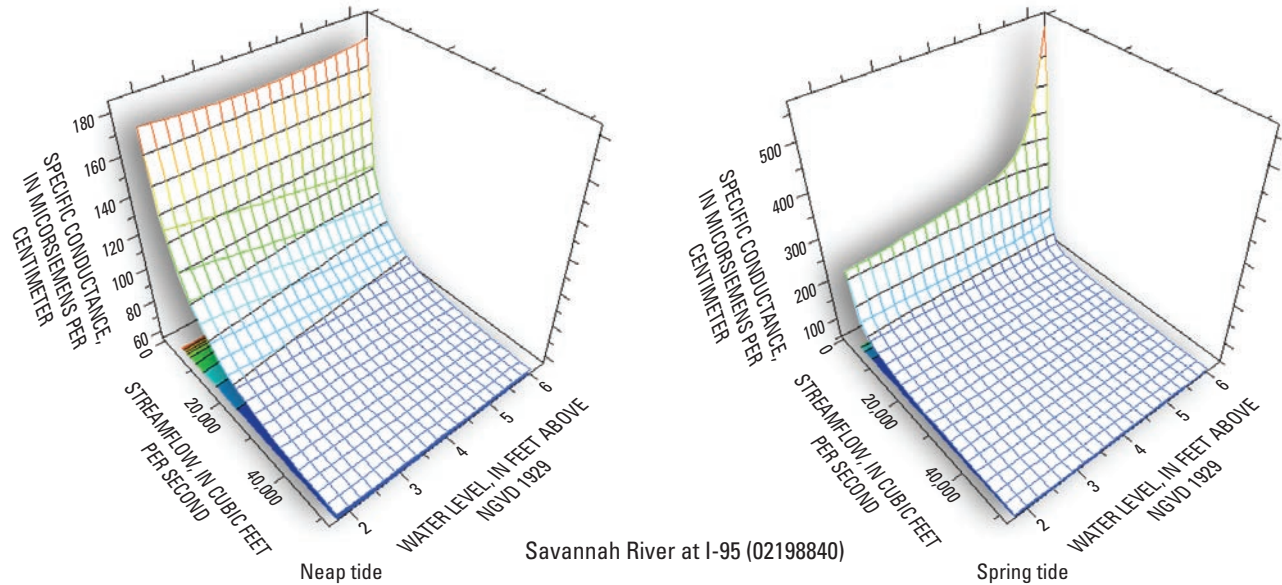 180
160
140
120
100
80
60
SPECIFIC CONDUCTANCE,
IN MICORSIEMENS PER
CENTIMETER
0
20,000
40,000
STREAMFLOW, IN CUBIC FEET
PER SECOND
2
3
4
5
6
WATER LEVEL, IN FEET ABOVE
NGVD 1929
Neap tide
500
400
300
200
100
SPECIFIC CONDUCTANCE,
IN MICORSIEMENS PER
CENTIMETER
0
20,000
40,000
STREAMFLOW, IN CUBIC FEET
PER SECOND
2
3
4
5
6
WATER LEVEL, IN FEET ABOVE
NGVD 1929
Spring tide
Savannah River at I-95 (02198840)